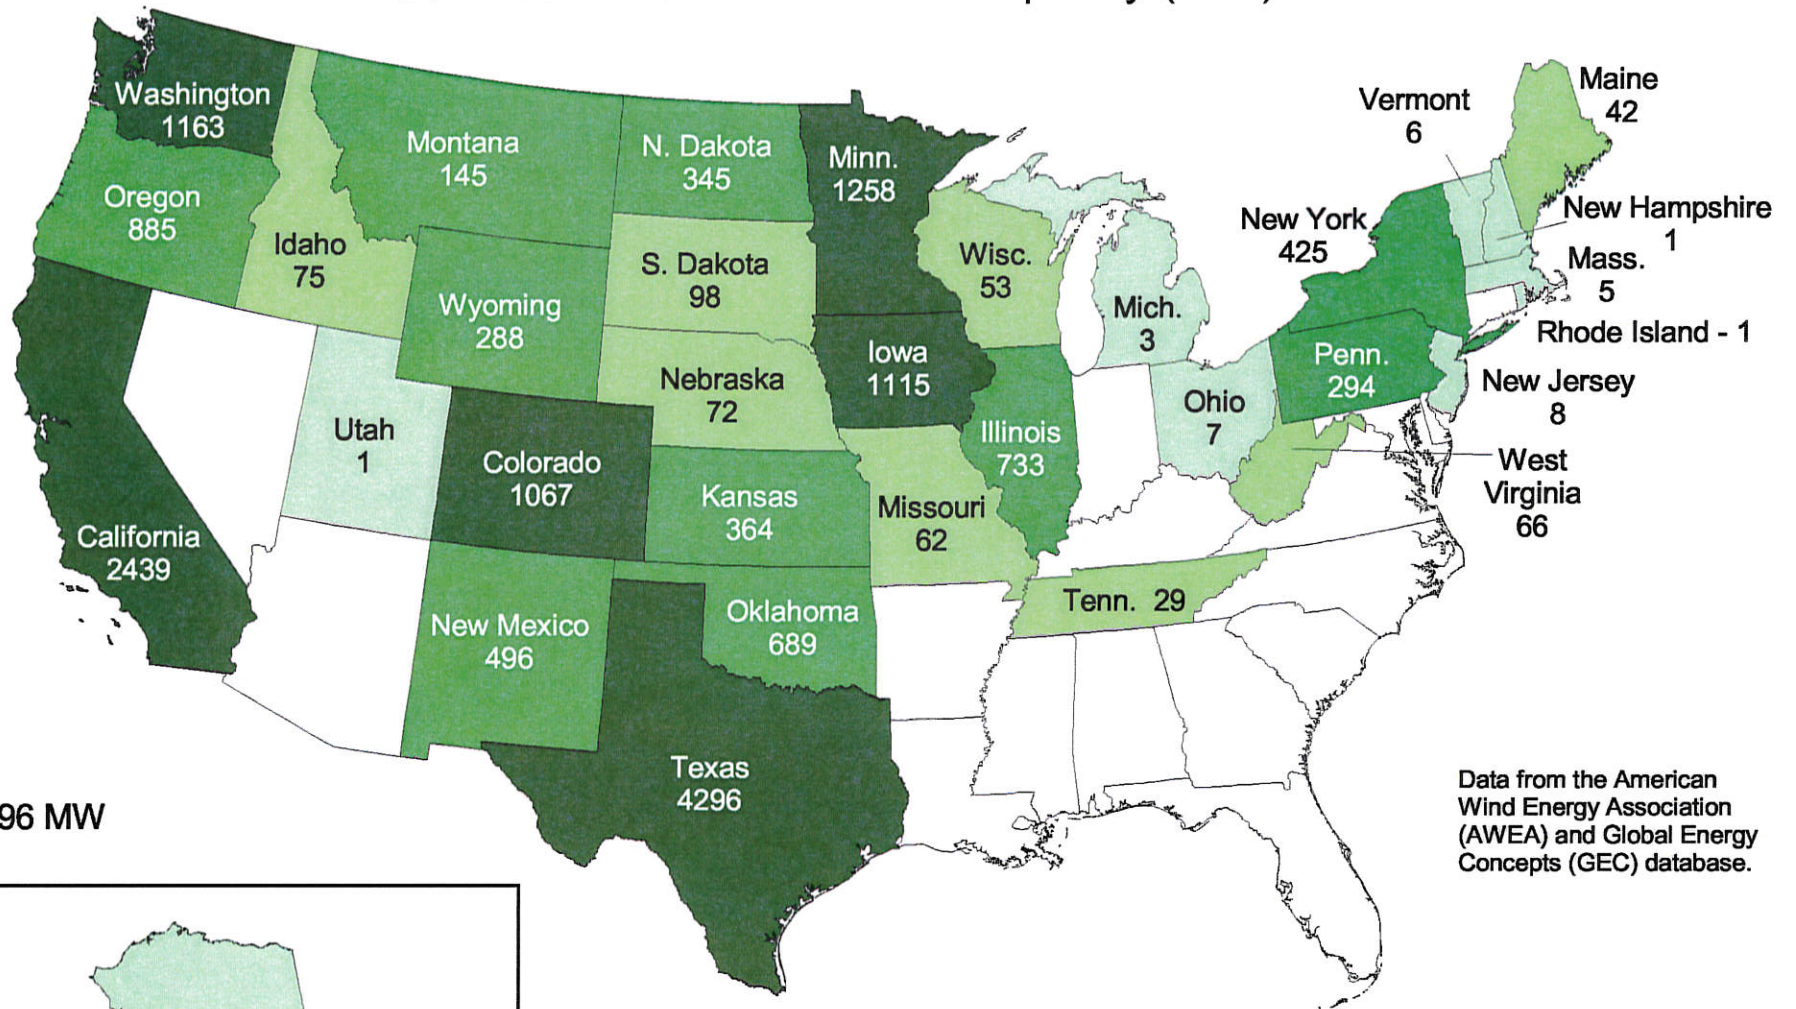 Washington
1163
Oregon
885
California
2439
Idaho
75
Montana
145
Wyoming
288
Utah
1
Colorado
1067
New Mexico
496
N. Dakota
345
S. Dakota
98
Nebraska
72
Kansas
364
Oklahoma
689
Texas
4296
Minn.
1258
Iowa
1115
Missouri
62
Wisc.
53
Illinois
733
Mich.
3
Ohio
7
Tenn. 29
Penn.
294
New York
425
Vermont
6
Maine
42
New Hampshire
1
Mass.
5
Rhode Island - 1
New Jersey
8
West
Virginia
66
96 MW
Data from the American
Wind Energy Association
(AWEA) and Global Energy
Concepts (GEC) database.